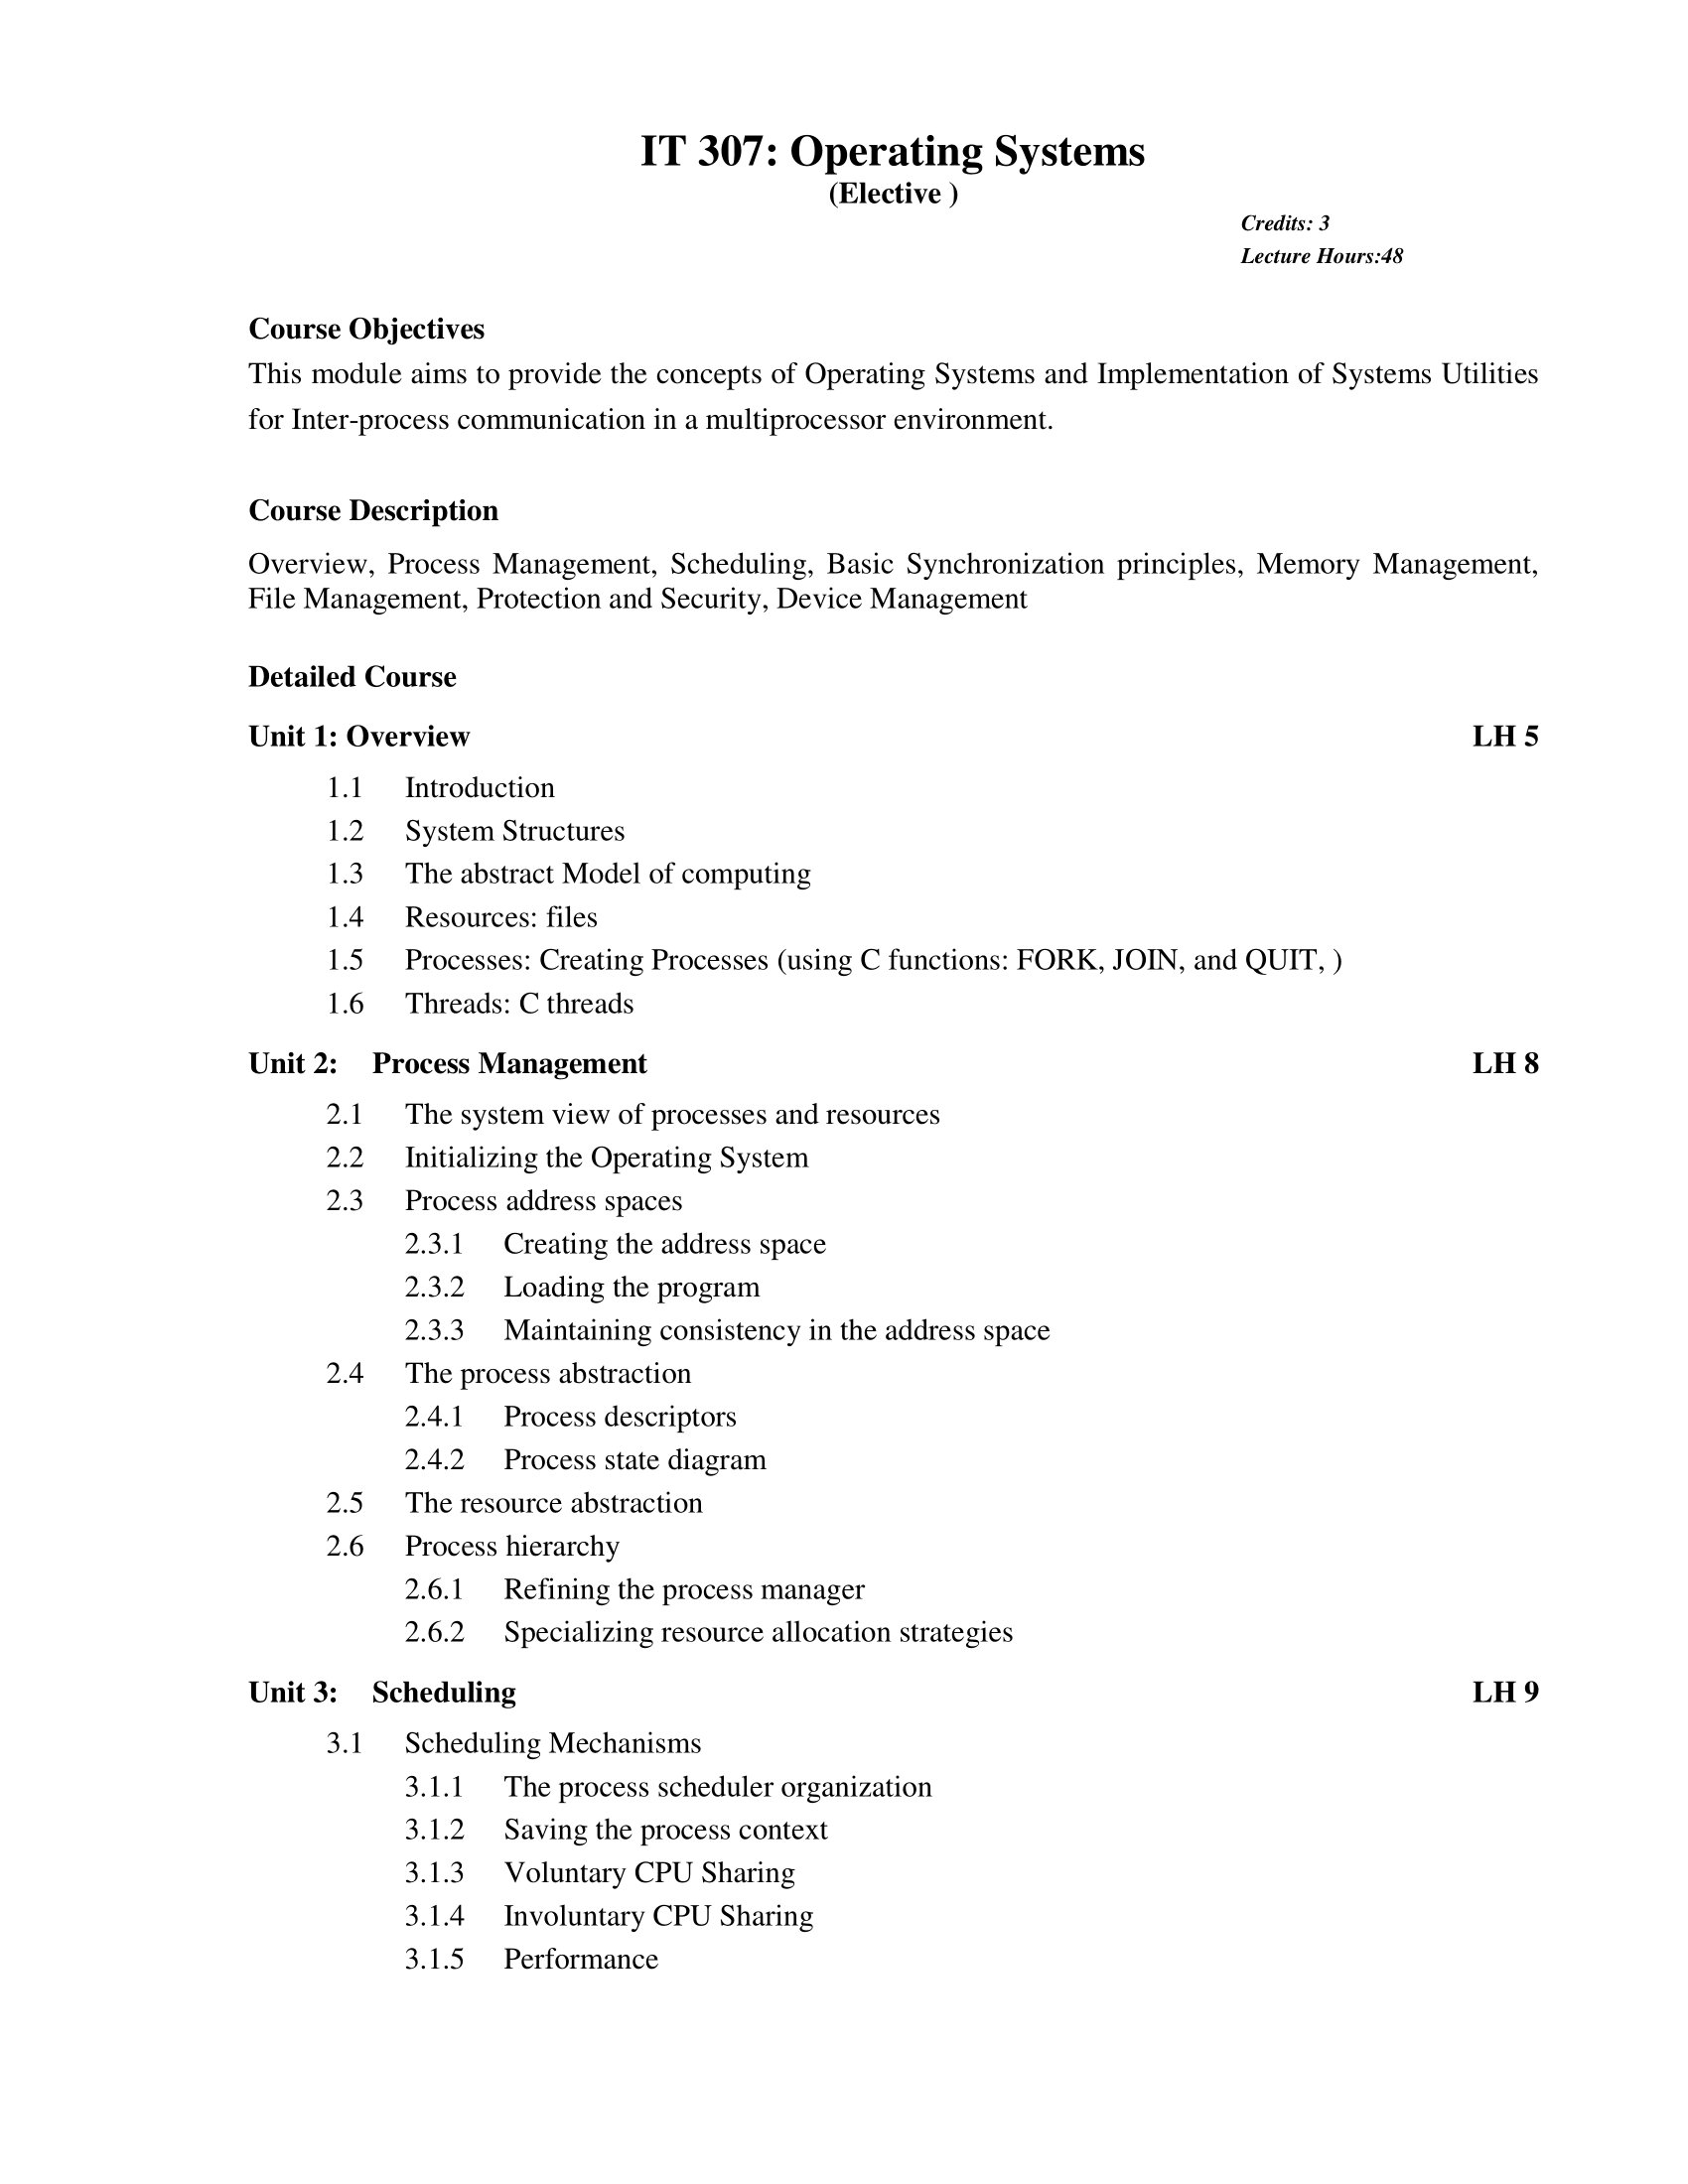 IT 307: Operating Systems
(Elective )
Credits: 3
Lecture Hours:48
Course Objectives
This module aims to provide the concepts of Operating Systems and Implementation of Systems Utilities
for Inter-process communication in a multiprocessor environment.
Course Description
Overview, Process Management, Scheduling, Basic Synchronization principles, Memory Management,
File Management, Protection and Security, Device Management
Detailed Course
Unit 1: Overview LH 5
1.1 Introduction
1.2 System Structures
1.3 The abstract Model of computing
1.4 Resources: files
1.5 Processes: Creating Processes (using C functions: FORK, JOIN, and QUIT, )
1.6 Threads: C threads
Unit 2: Process Management LH 8
2.1 The system view of processes and resources
2.2 Initializing the Operating System
2.3 Process address spaces
2.3.1 Creating the address space
2.3.2 Loading the program
2.3.3 Maintaining consistency in the address space
2.4 The process abstraction
2.4.1 Process descriptors
2.4.2 Process state diagram
2.5 The resource abstraction
2.6 Process hierarchy
2.6.1 Refining the process manager
2.6.2 Specializing resource allocation strategies
Unit 3: Scheduling LH 9
3.1 Scheduling Mechanisms
3.1.1 The process scheduler organization
3.1.2 Saving the process context
3.1.3 Voluntary CPU Sharing
3.1.4 Involuntary CPU Sharing
3.1.5 Performance